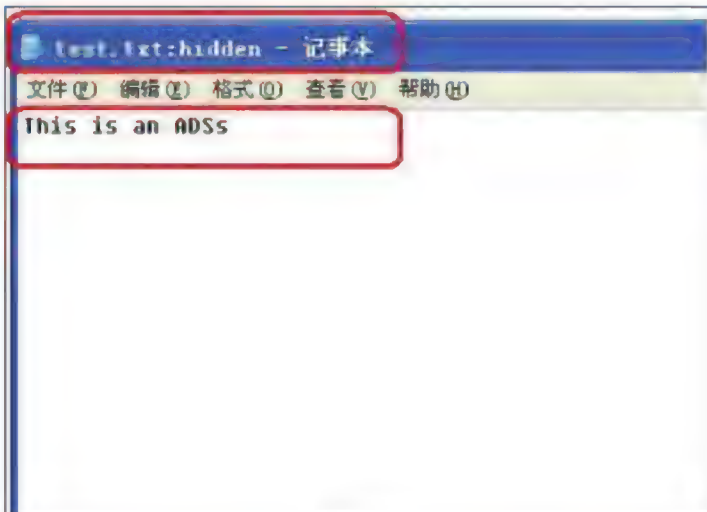 test.txt:hidden - 记事本
文件(F) 编辑(E) 格式(O) 查看(V) 帮助(H)
This is an ADSs